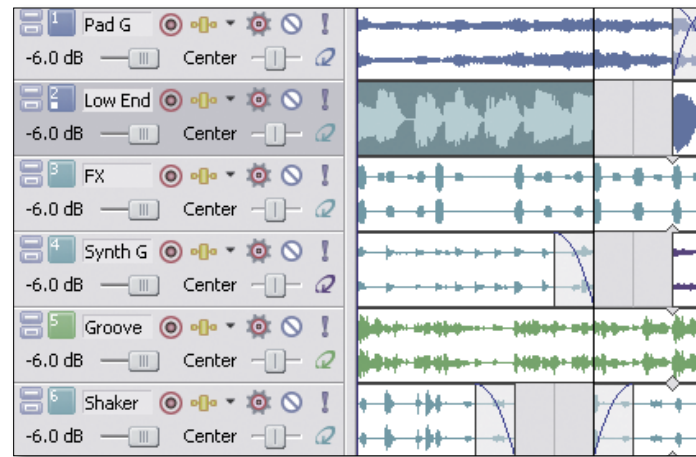 1 Pad G
-6.0 dB Center
2 Low End
-6.0 dB Center
3 FX
-6.0 dB Center
4 Synth G
-6.0 dB Center
5 Groove
-6.0 dB Center
6 Shaker
-6.0 dB Center